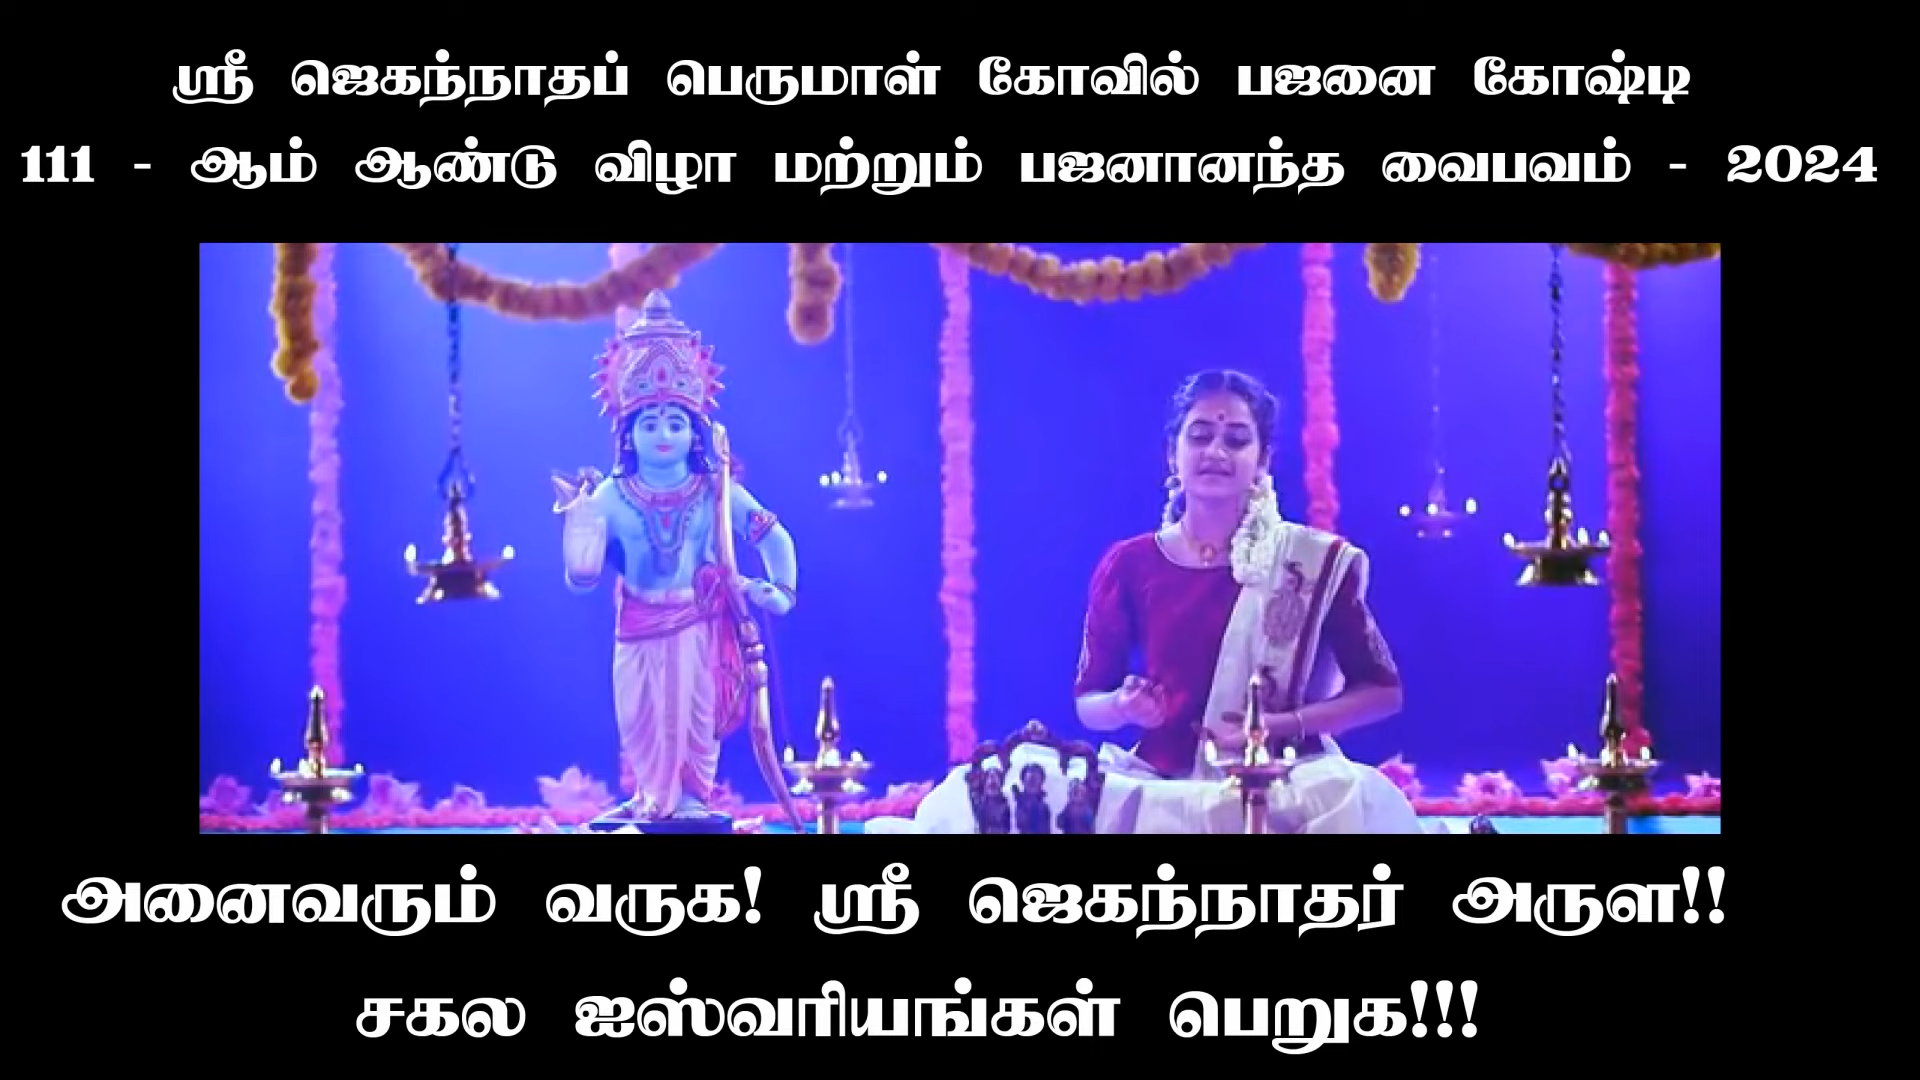 ஸ்ரீ ஜெகந்நாதப் பெருமாள் கோவில் பஜனை கோஷ்டி
111 - ஆம் ஆண்டு விழா மற்றும் பஜனானந்த வைபவம் - 2024
அனைவரும் வருக! ஸ்ரீ ஜெகந்நாதர் அருள!!
சகல ஐஸ்வரியங்கள் பெறுக!!!